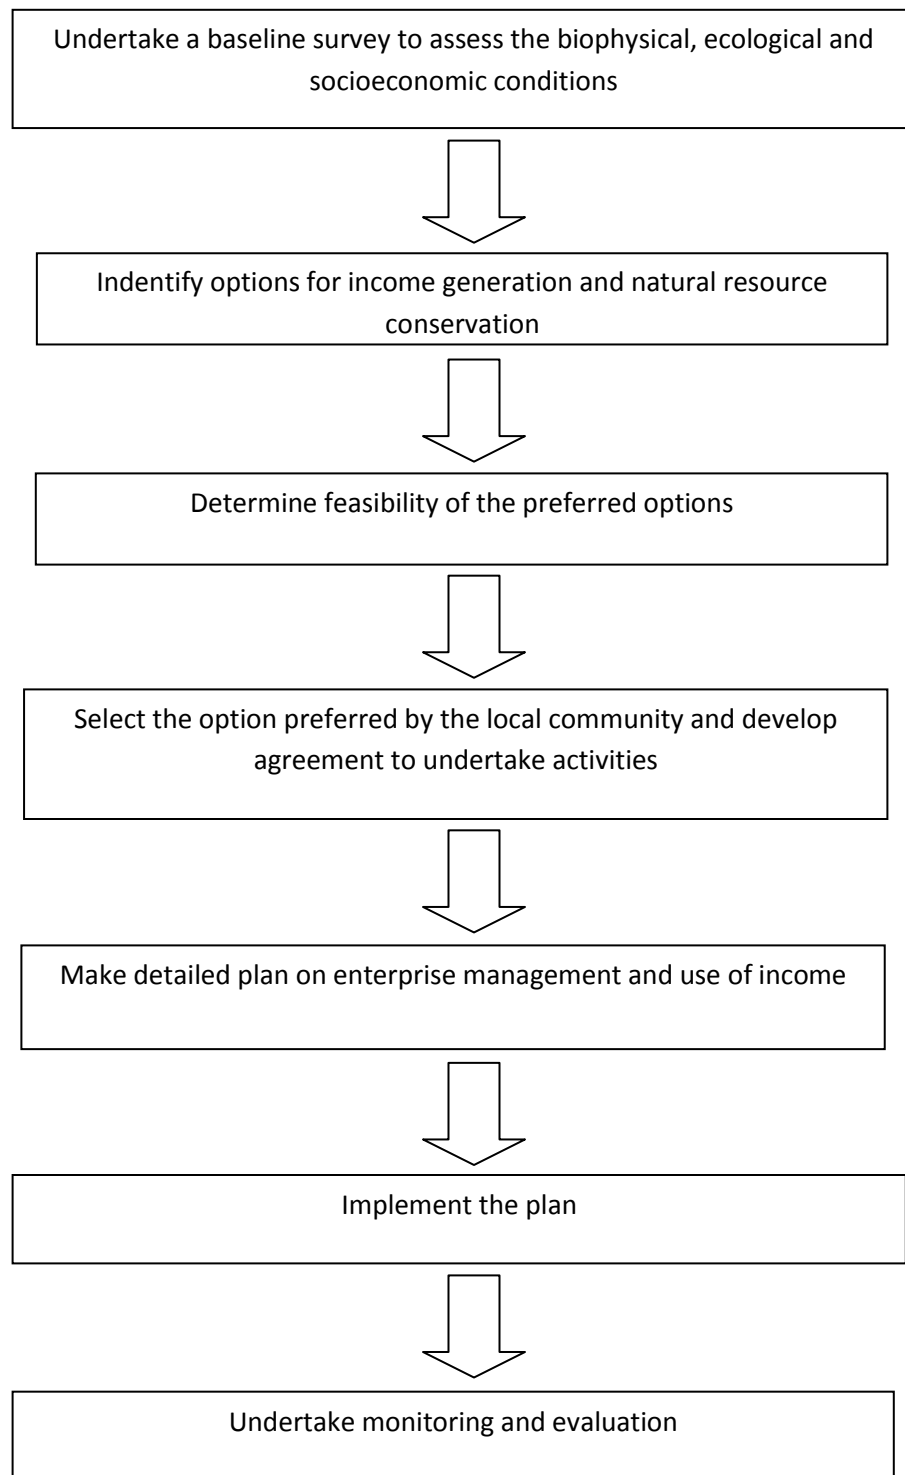 Undertake a baseline survey to assess the biophysical, ecological and
socioeconomic conditions
Indentify options for income generation and natural resource
conservation
Determine feasibility of the preferred options
Select the option preferred by the local community and develop
agreement to undertake activities
Make detailed plan on enterprise management and use of income
Implement the plan
Undertake monitoring and evaluation